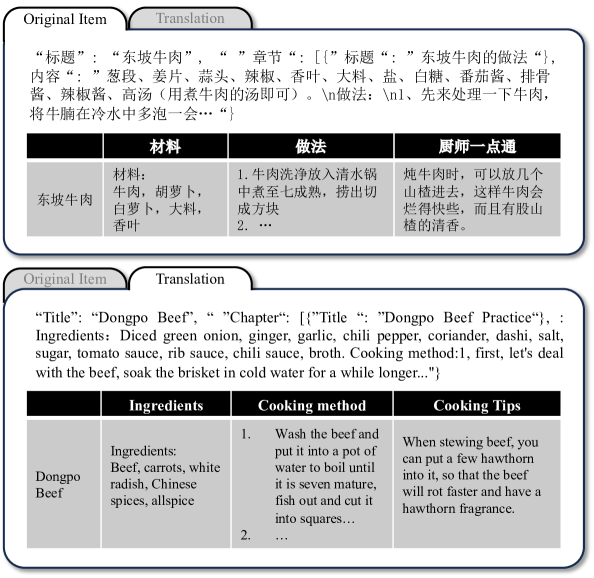 Original Item
Translation
“标题”: “东坡牛肉”, “ ”章节“: [{”标题“: ”东坡牛肉的做法“},
内容“: ”葱段、姜片、蒜头、辣椒、香叶、大料、盐、白糖、番茄酱、排骨
酱、辣椒酱、高汤(用煮牛肉的汤即可)。\n做法: \n1、先来处理一下牛肉,
将牛腩在冷水中多泡一会…“}
材料
做法
厨师一点通
东坡牛肉
材料:
牛肉, 胡萝卜,
白萝卜, 大料,
香叶
1. 牛肉洗净放入清水锅
中煮至七成熟, 捞出切
成方块
2. …
炖牛肉时, 可以放几个
山楂进去, 这样牛肉会
烂得快些, 而且有股山
楂的清香。
Original Item
Translation
“Title”: “Dongpo Beef”, “ ”Chapter“: [{”Title “: ”Dongpo Beef Practice“}, :
Ingredients: Diced green onion, ginger, garlic, chili pepper, coriander, dashi, salt,
sugar, tomato sauce, rib sauce, chili sauce, broth. Cooking method:1, first, let's deal
with the beef, soak the brisket in cold water for a while longer..."}
Ingredients
Cooking method
Cooking Tips
Dongpo
Beef
Ingredients:
Beef, carrots, white
radish, Chinese
spices, allspice
1. Wash the beef and
put it into a pot of
water to boil until
it is seven mature,
fish out and cut it
into squares…
2. …
When stewing beef, you
can put a few hawthorn
into it, so that the beef
will rot faster and have a
hawthorn fragrance.